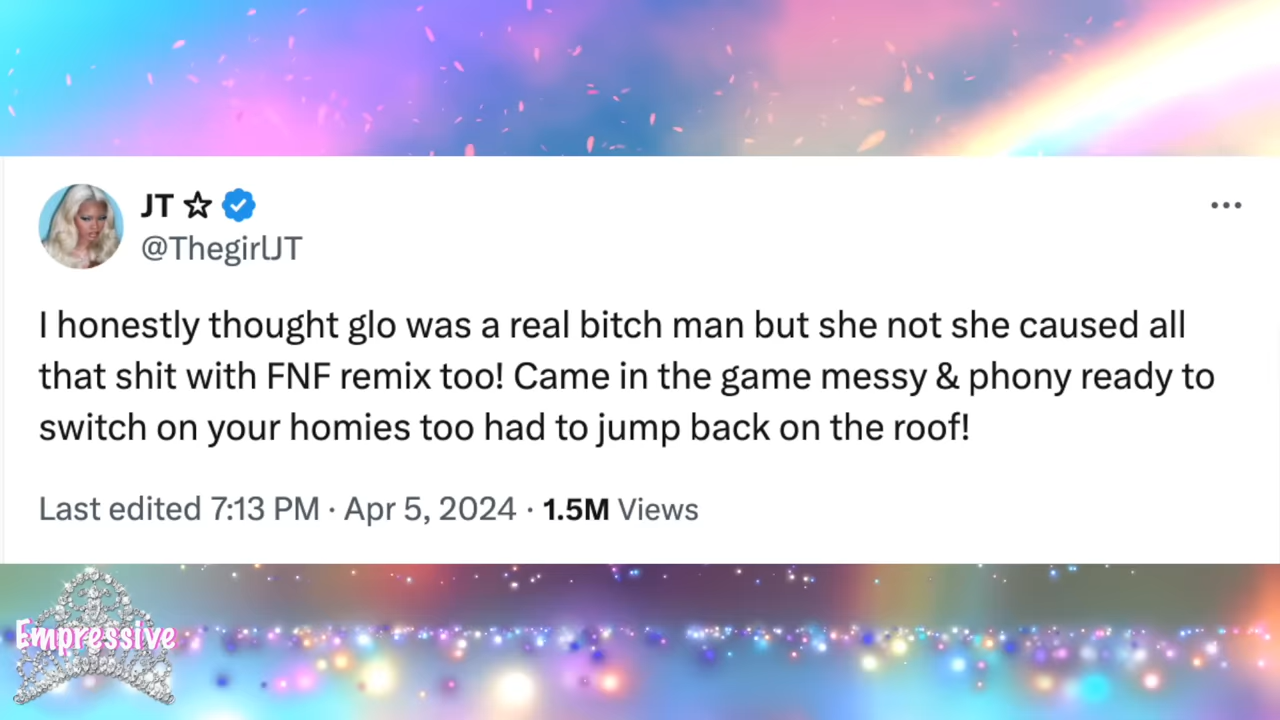 JT ☆
@ThegirlJT
I honestly thought glo was a real bitch man but she not she caused all
that shit with FNF remix too! Came in the game messy & phony ready to
switch on your homies too had to jump back on the roof!
Last edited 7:13 PM · Apr 5, 2024 · 1.5M Views
Empressive